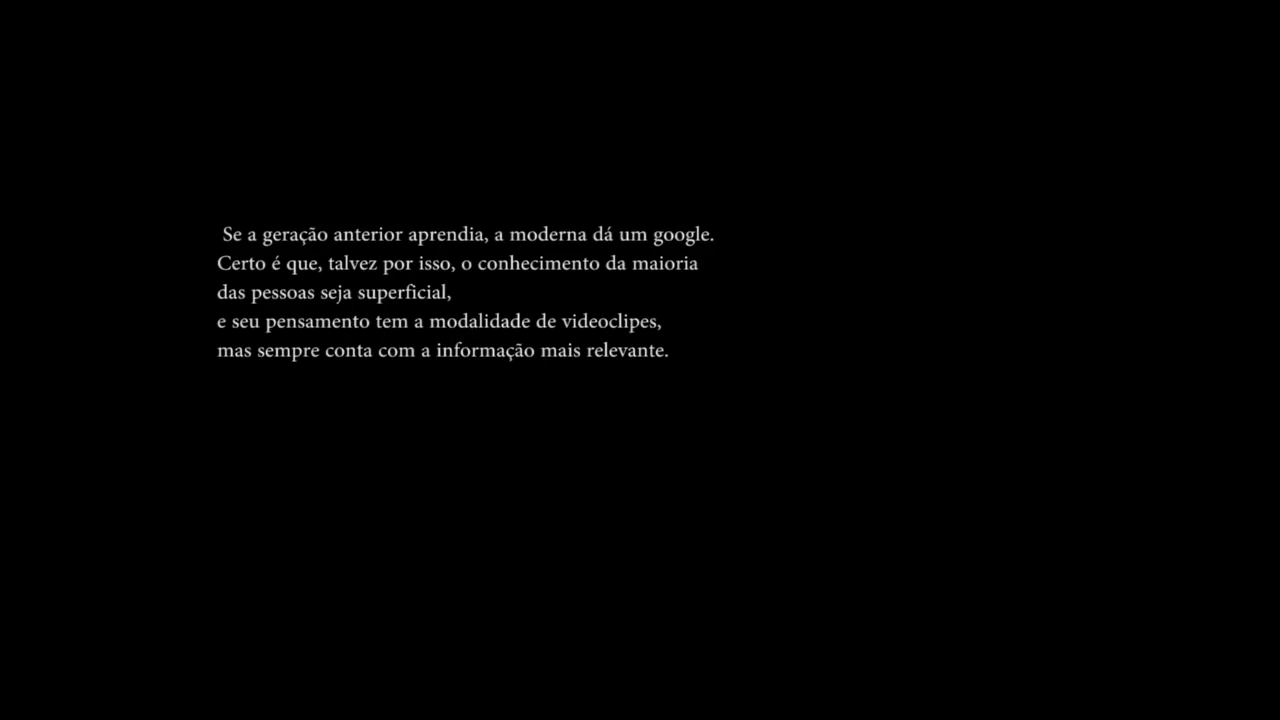 Se a geração anterior aprendia, a moderna dá um google.
Certo é que, talvez por isso, o conhecimento da maioria
das pessoas seja superficial,
e seu pensamento tem a modalidade de videoclipes,
mas sempre conta com a informação mais relevante.